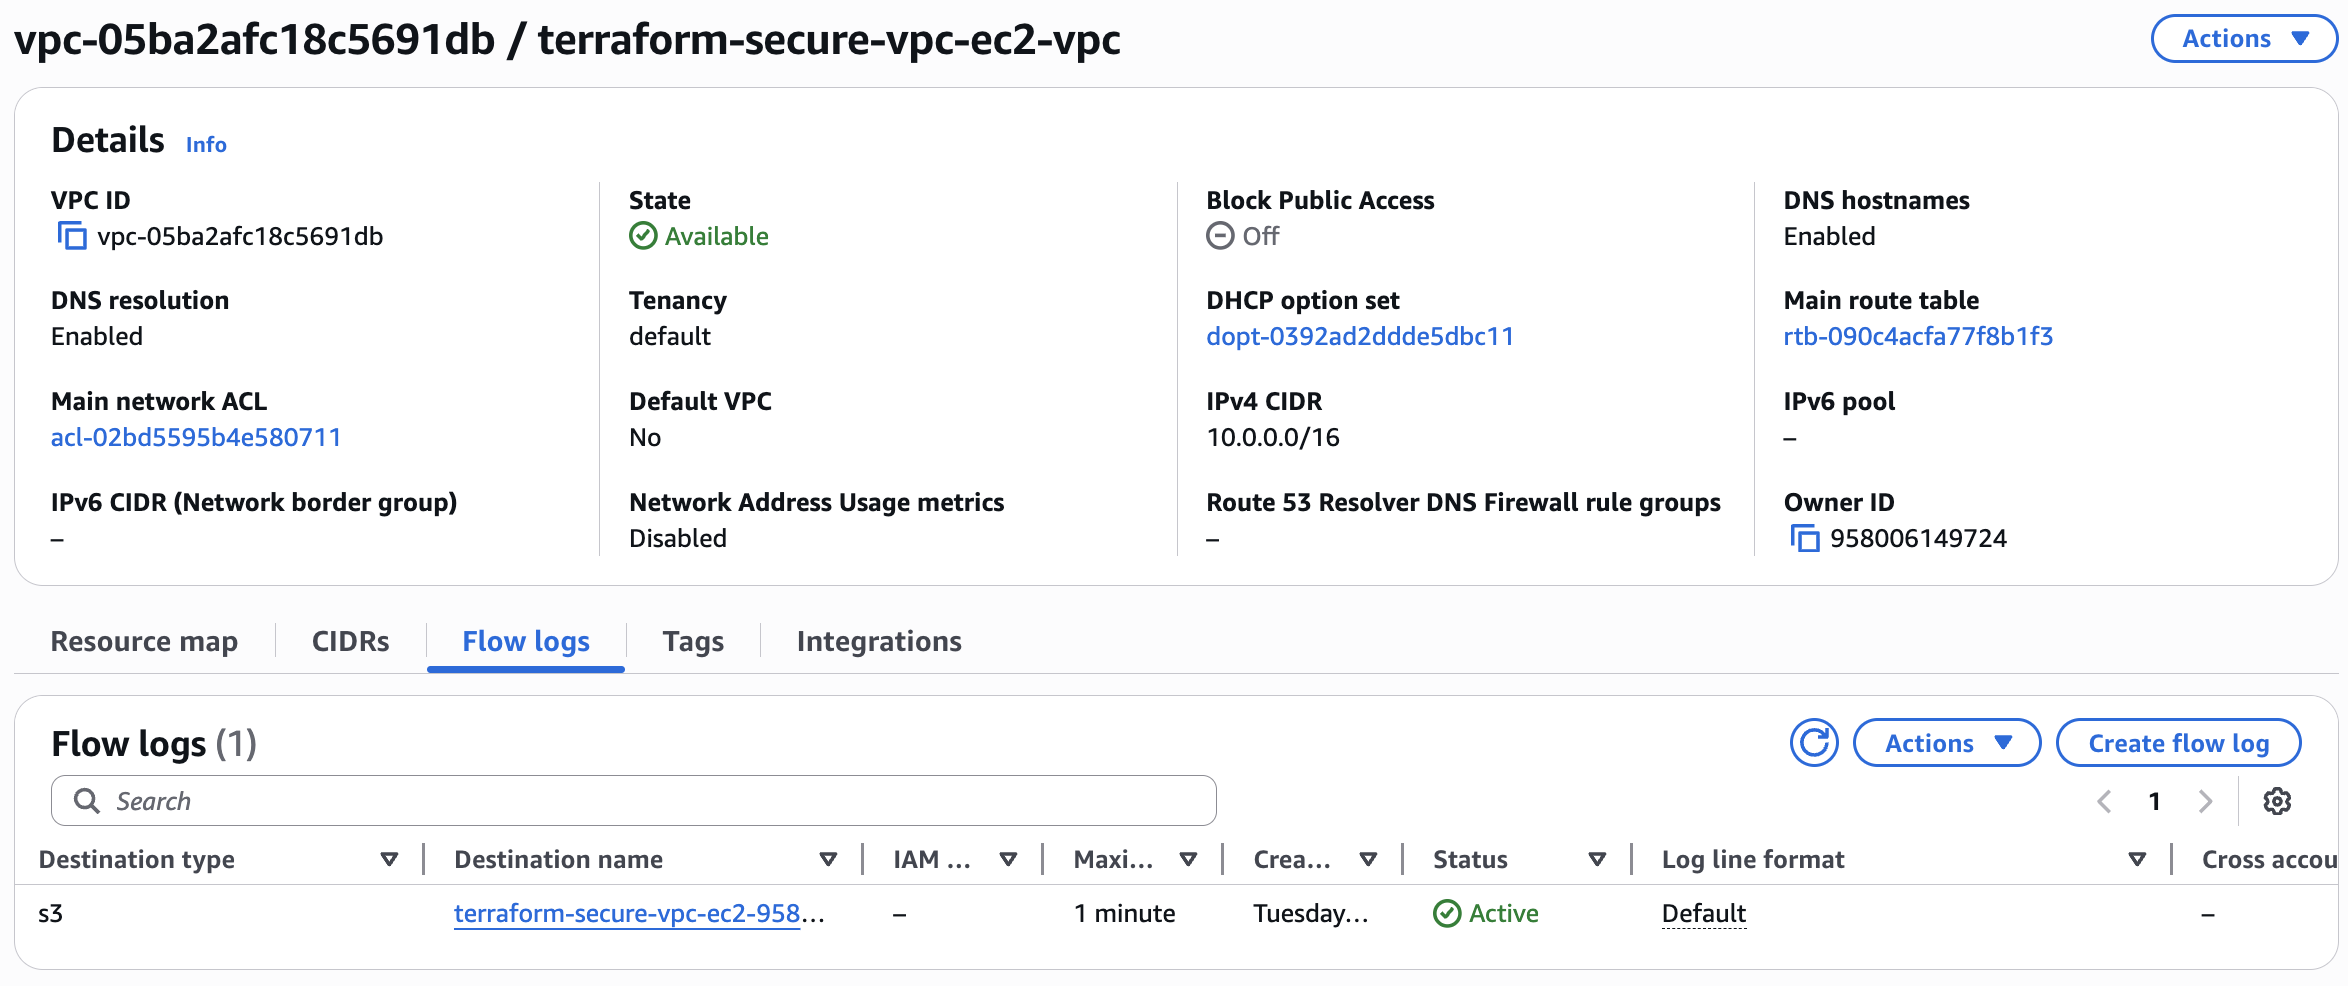 vpc-05ba2afc18c5691db / terraform-secure-vpc-ec2-vpc
Actions
Details Info
VPC ID
vpc-05ba2afc18c5691db
State
Available
Block Public Access
Off
DNS hostnames
Enabled
DNS resolution
Enabled
Tenancy
default
DHCP option set
dopt-0392ad2ddde5dbc11
Main route table
rtb-090c4acfa77f8b1f3
Main network ACL
acl-02bd5595b4e580711
Default VPC
No
IPv4 CIDR
10.0.0.0/16
IPv6 pool
–
IPv6 CIDR (Network border group)
–
Network Address Usage metrics
Disabled
Route 53 Resolver DNS Firewall rule groups
–
Owner ID
958006149724
Resource map
CIDRs
Flow logs
Tags
Integrations
Flow logs (1)
Actions
Create flow log
Search
1
Destination type
Destination name
IAM ...
Maxi...
Crea...
Status
Log line format
Cross accou
s3
terraform-secure-vpc-ec2-958...
–
1 minute
Tuesday...
Active
Default
–